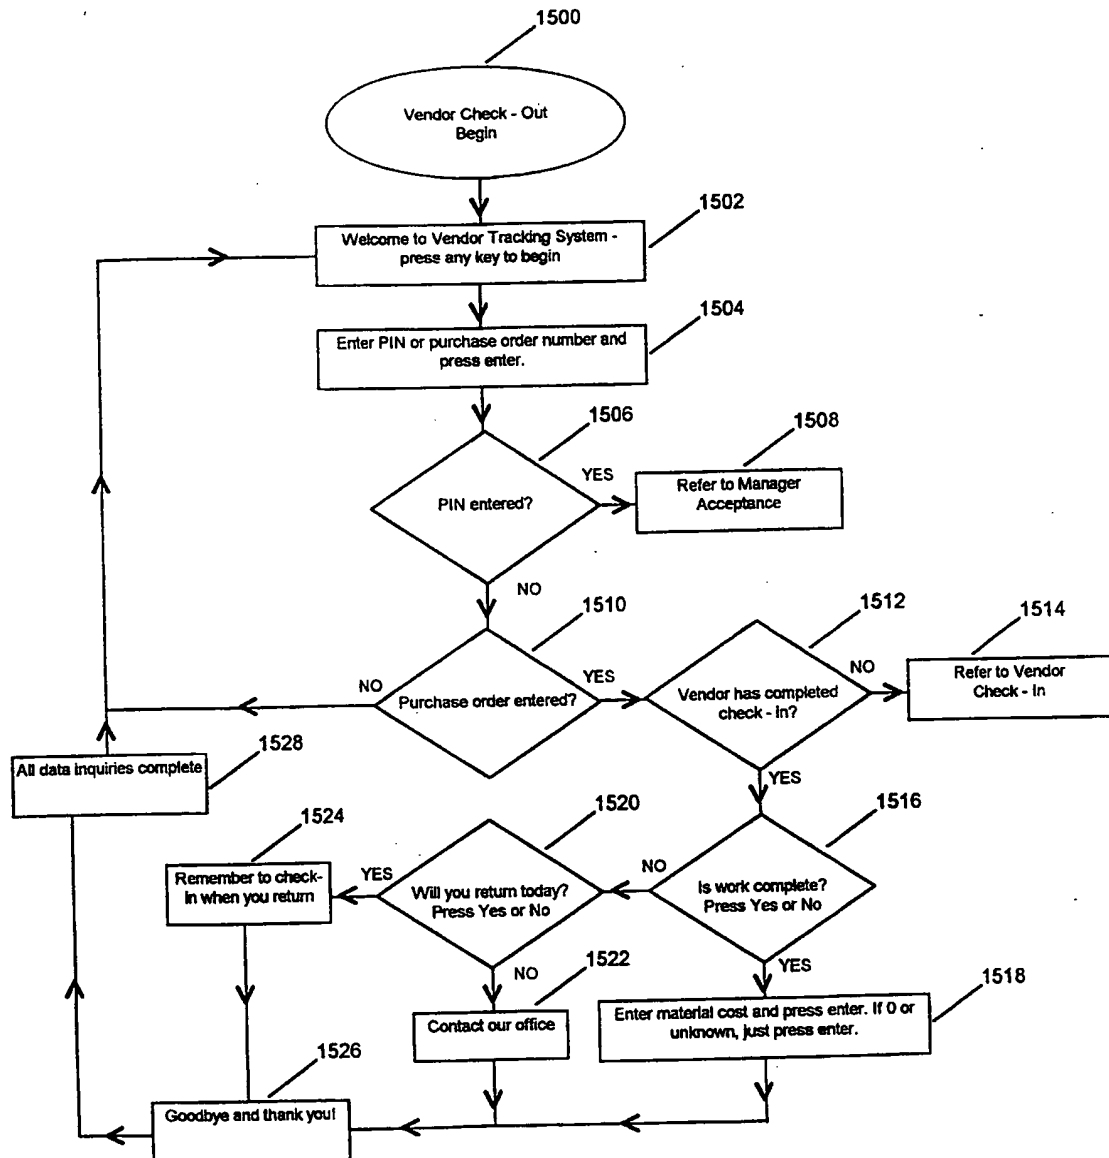 1500
Vendor Check - Out
Begin
1502
Welcome to Vendor Tracking System -
press any key to begin
1504
Enter PIN or purchase order number and
press enter.
1506
1508
YES
PIN entered?
Refer to Manager
Acceptance
NO
1510
1512
1514
NO
YES
NO
Purchase order entered?
Vendor has completed
check - in?
Refer to Vendor
Check - In
1528
All data inquiries complete
YES
1524
1520
1516
Remember to check-
in when you return
YES
Will you return today?
Press Yes or No
NO
Is work complete?
Press Yes or No
NO
1522
YES
1518
Contact our office
Enter material cost and press enter. If 0 or
unknown, just press enter.
1526
Goodbye and thank you!